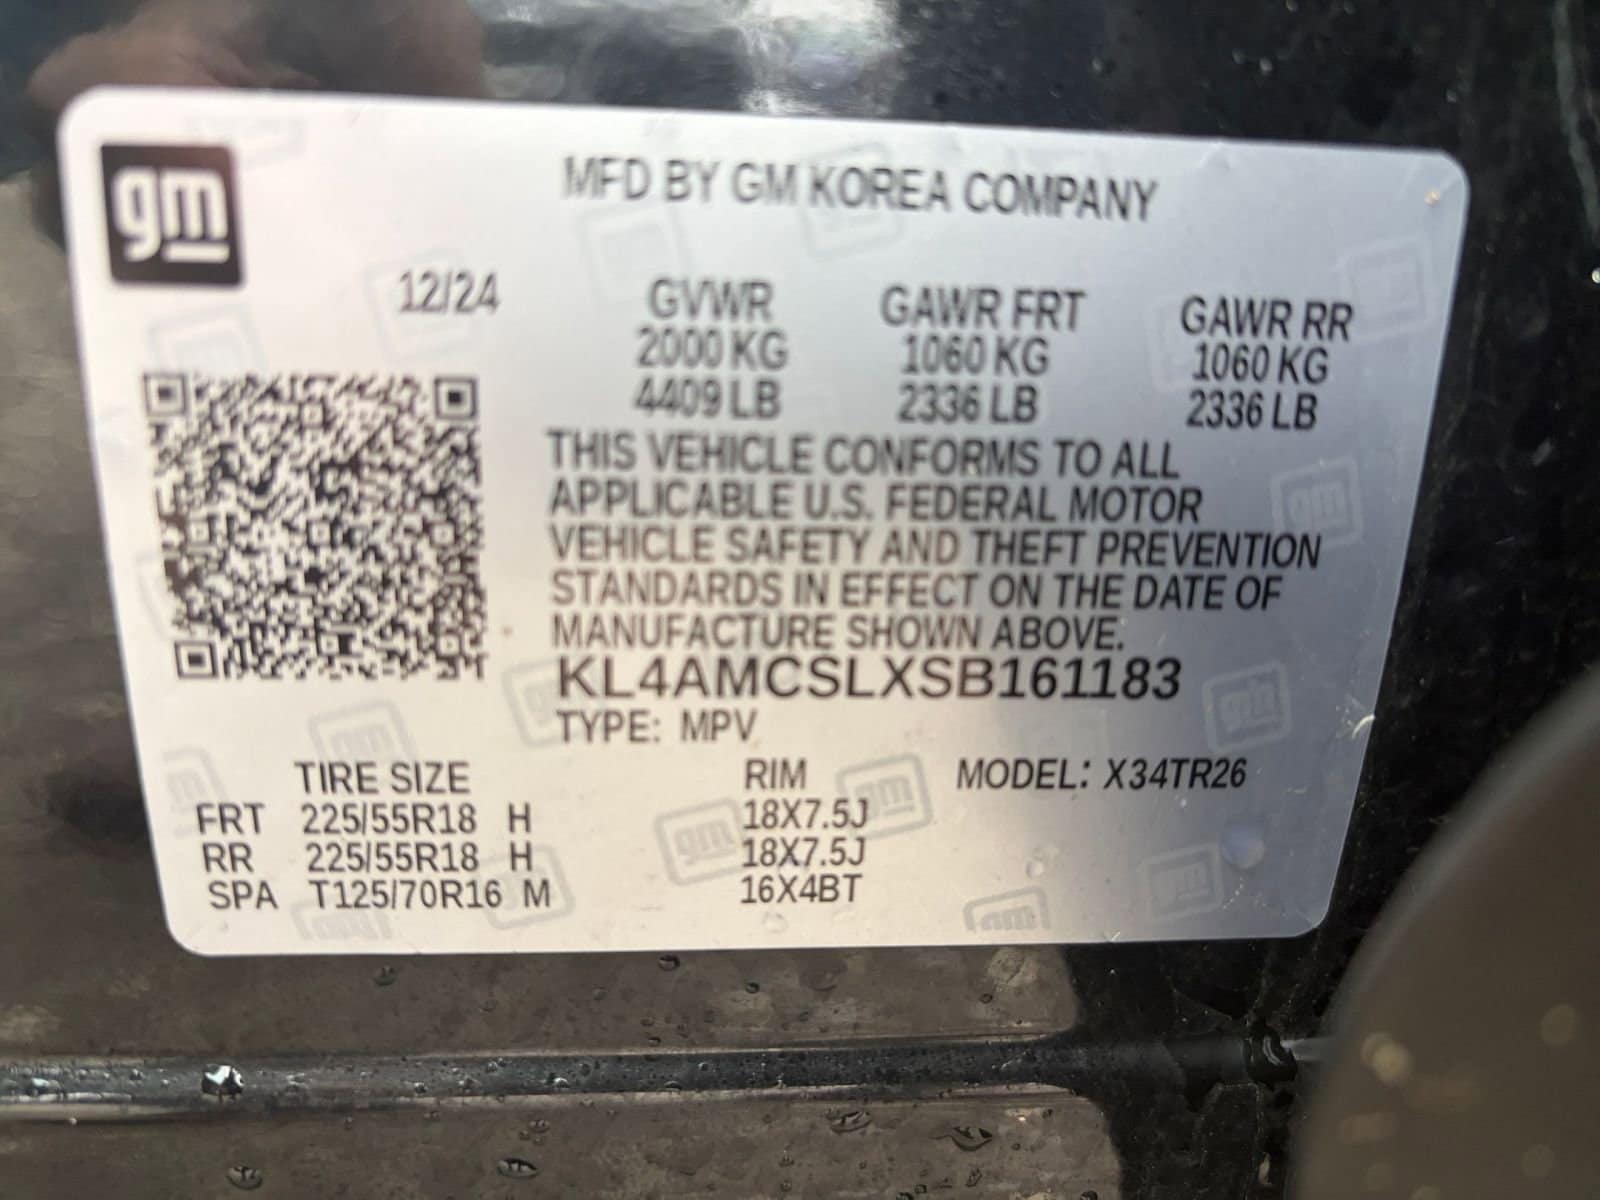 gm
MFD BY GM KOREA COMPANY
12/24 GVWR GAWR FRT GAWR RR
2000 KG 1060 KG 1060 KG
4409 LB 2336 LB 2336 LB
THIS VEHICLE CONFORMS TO ALL
APPLICABLE U.S. FEDERAL MOTOR
VEHICLE SAFETY AND THEFT PREVENTION
STANDARDS IN EFFECT ON THE DATE OF
MANUFACTURE SHOWN ABOVE.
KL4AMCSLXSB161183
TYPE: MPV
TIRE SIZE RIM MODEL: X34TR26
FRT 225/55R18 H 18X7.5J
RR 225/55R18 H 18X7.5J
SPA T125/70R16 M 16X4BT